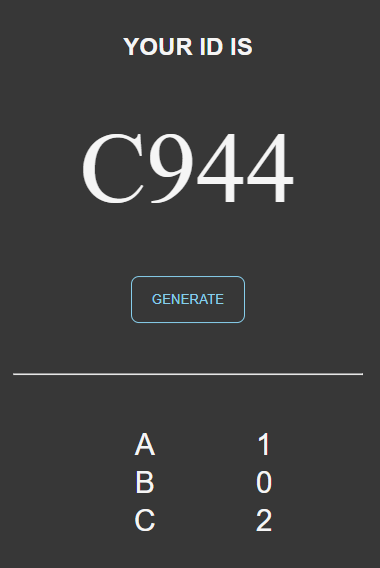 YOUR ID IS
C944
GENERATE
A 1
B 0
C 2